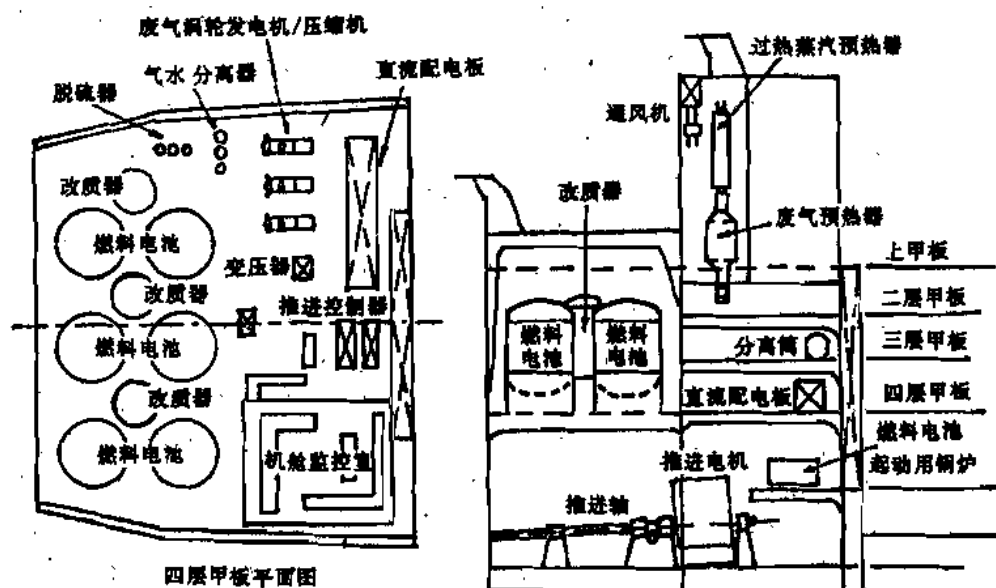 废气涡轮发电机/压缩机
气水分离器
直流配电板
脱硫器
改质器
燃料电池
变压器
改质器
推进控制器
燃料电池
改质器
燃料电池
机舱监控室
四层甲板平面图
过热蒸汽预热器
通风机
改质器
废气预热器
上甲板
二层甲板
燃料
电池
燃料
电池
分离筒
三层甲板
直流配电板
四层甲板
燃料电池
起动用锅炉
推进电机
推进轴